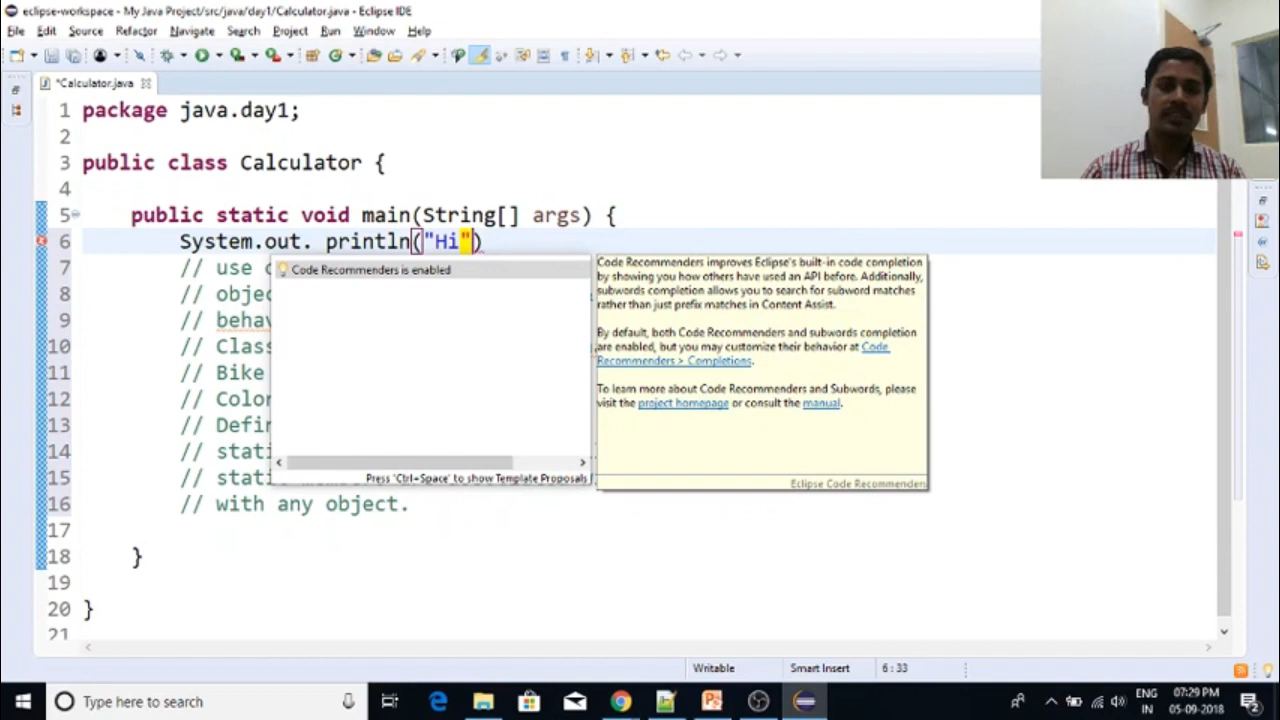 eclipse-workspace - My Java Project/src/java/day1/Calculator.java - Eclipse IDE
File Edit Source Refactor Navigate Search Project Run Window Help
*Calculator.java
1 package java.day1;
2
3 public class Calculator {
4
5 public static void main(String[] args) {
6 System.out. println("Hi")
7 // use
8 // objec
9 // behav
10 // Class
11 // Bike
12 // Color
13 // Defin
14 // stati
15 // stati
16 // with any object.
17
18 }
19
20 }
21
Code Recommenders is enabled
Press 'Ctrl+Space' to show Template Proposals
Code Recommenders improves Eclipse's built-in code completion
by showing you how others have used an API before. Additionally,
subwords completion allows you to search for subword matches
rather than just prefix matches in Content Assist.
By default, both Code Recommenders and subwords completion
are enabled, but you may customize their behavior at Code
Recommenders > Completions.
To learn more about Code Recommenders and Subwords, please
visit the project homepage or consult the manual.
Eclipse Code Recommenders
Writable Smart Insert 6 : 33
Type here to search
ENG 07:29 PM
IN 05-09-2018
2